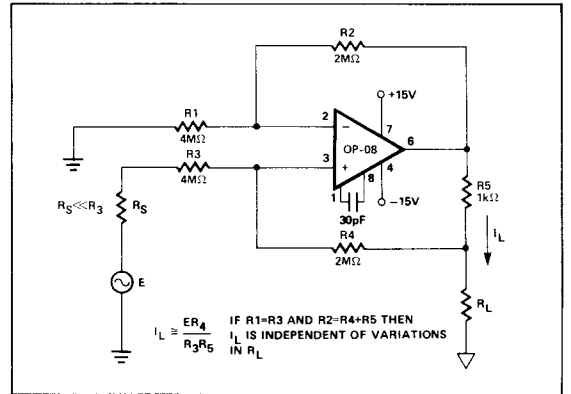 R2
2MΩ
+15V
R1
4MΩ
2
−
7
6
OP-08
R3
4MΩ
3
+
8
4
1
−15V
R5
1kΩ
RS≪R3
RS
30pF
R4
2MΩ
IL
E
RL
IL ≅ ER4/R3R5
IF R1=R3 AND R2=R4+R5 THEN
IL IS INDEPENDENT OF VARIATIONS
IN RL